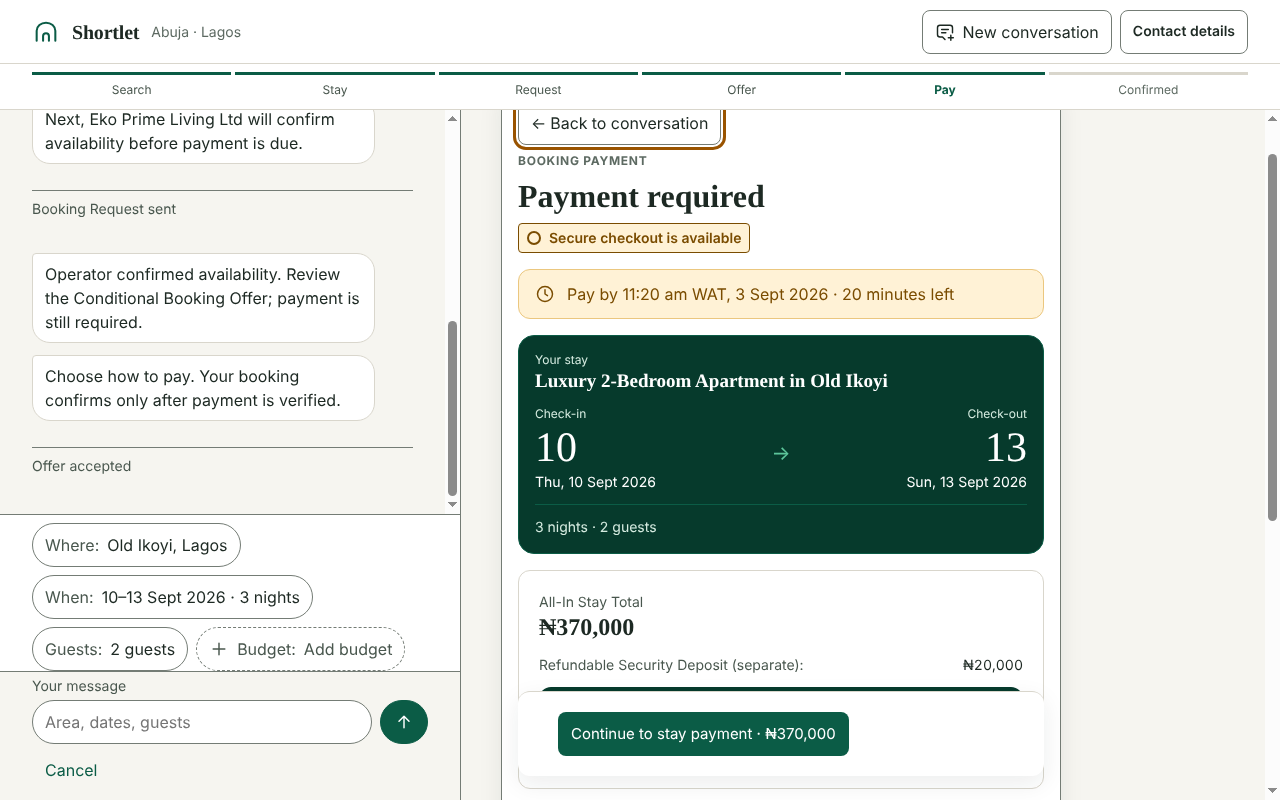 Shortlet
Abuja · Lagos
New conversation
Contact details
Search
Stay
Request
Offer
Pay
Confirmed
Next, Eko Prime Living Ltd will confirm
availability before payment is due.
Booking Request sent
Operator confirmed availability. Review
the Conditional Booking Offer; payment is
still required.
Choose how to pay. Your booking
confirms only after payment is verified.
Offer accepted
Where: Old Ikoyi, Lagos
When: 10–13 Sept 2026 · 3 nights
Guests: 2 guests
Budget: Add budget
Your message
Area, dates, guests
Cancel
← Back to conversation
BOOKING PAYMENT
Payment required
Secure checkout is available
Pay by 11:20 am WAT, 3 Sept 2026 · 20 minutes left
Your stay
Luxury 2-Bedroom Apartment in Old Ikoyi
Check-in
Check-out
10
→
13
Thu, 10 Sept 2026
Sun, 13 Sept 2026
3 nights · 2 guests
All-In Stay Total
₦370,000
Refundable Security Deposit (separate):
₦20,000
Continue to stay payment · ₦370,000